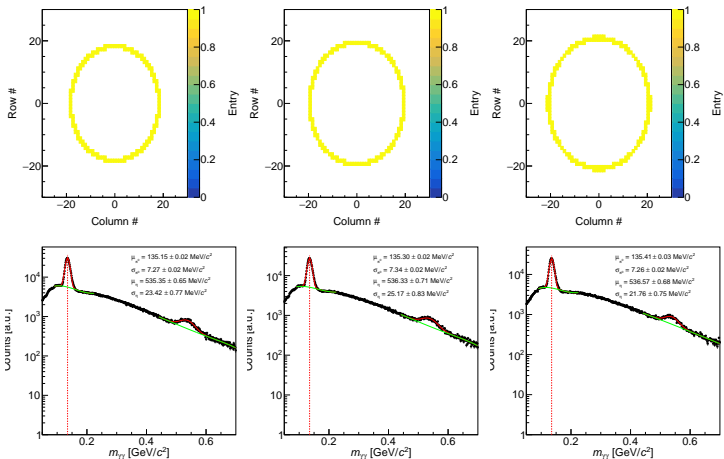 20
0
−20
Row #
−20 0 20
Column #
0 0.2 0.4 0.6 0.8 1
Entry
20
0
−20
Row #
−20 0 20
Column #
0 0.2 0.4 0.6 0.8 1
Entry
20
0
−20
Row #
−20 0 20
Column #
0 0.2 0.4 0.6 0.8 1
Entry
μπ⁰ = 135.15 ± 0.02 MeV/c²
σπ⁰ = 7.27 ± 0.02 MeV/c²
μη = 535.35 ± 0.65 MeV/c²
ση = 23.42 ± 0.77 MeV/c²
10⁴
10³
10²
10
1
Counts [a.u.]
0.2 0.4 0.6
mγγ [GeV/c²]
μπ⁰ = 135.30 ± 0.02 MeV/c²
σπ⁰ = 7.34 ± 0.02 MeV/c²
μη = 536.33 ± 0.71 MeV/c²
ση = 25.17 ± 0.83 MeV/c²
10⁴
10³
10²
10
1
Counts [a.u.]
0.2 0.4 0.6
mγγ [GeV/c²]
μπ⁰ = 135.41 ± 0.03 MeV/c²
σπ⁰ = 7.26 ± 0.02 MeV/c²
μη = 536.57 ± 0.68 MeV/c²
ση = 21.76 ± 0.75 MeV/c²
10⁴
10³
10²
10
1
Counts [a.u.]
0.2 0.4 0.6
mγγ [GeV/c²]